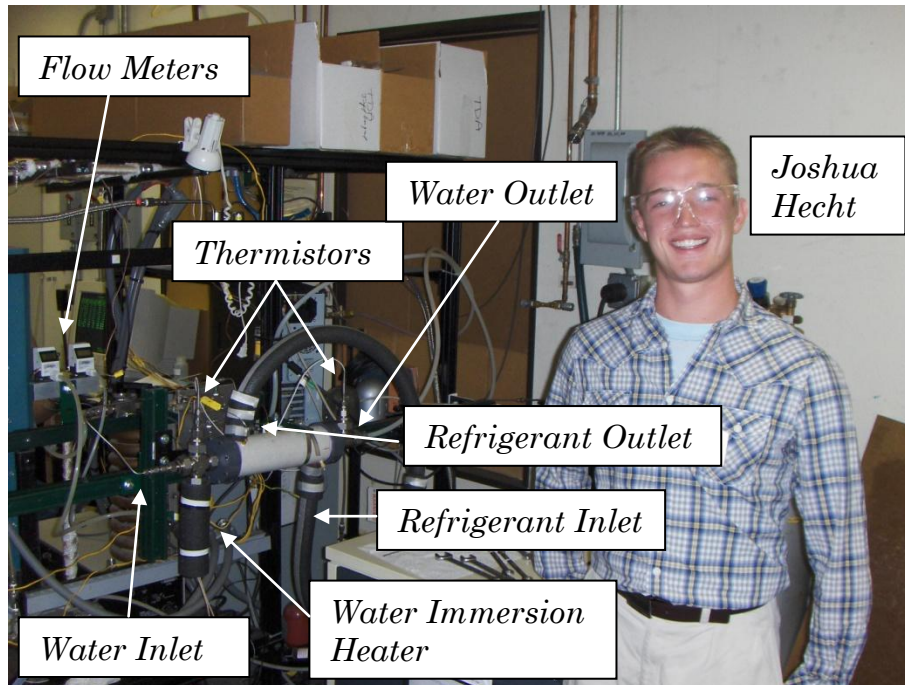 Flow Meters
Water Outlet
Joshua
Hecht
Thermistors
Refrigerant Outlet
Refrigerant Inlet
Water Immersion
Heater
Water Inlet